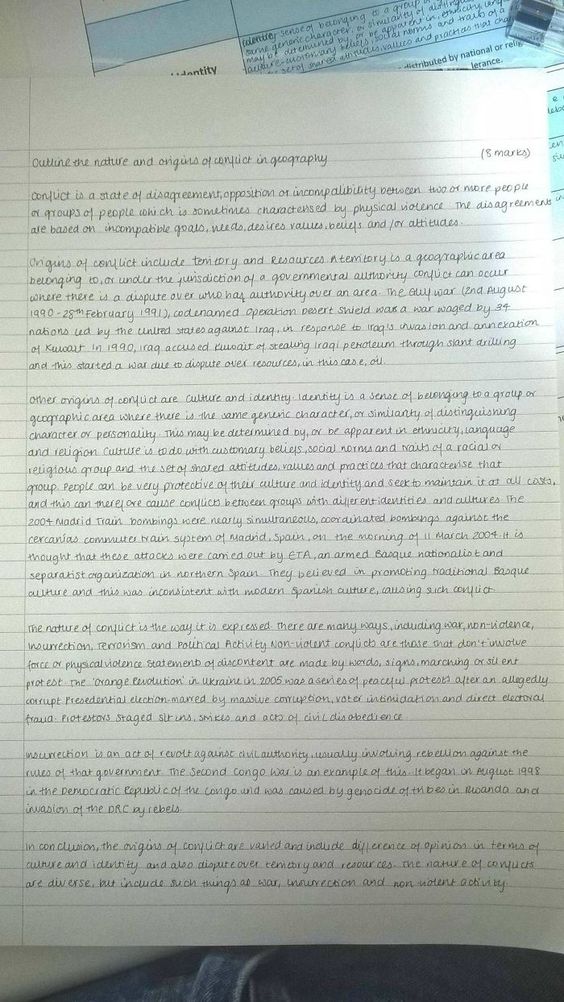 identity sense of belonging to a group
same generic character, or similarity of distinguishing
may be determined by, or be apparent in, ethnicity,
culture-custom any beliefs social norms and traits of a
set of shared attitudes values and practices that
distributed by national or relig
identity
lerance.
Outline the nature and origins of conflict in geography (8 marks)
Conflict is a state of disagreement, opposition or incompalibility between two or more people
or groups of people which is sometimes characterised by physical violence The disagreements
are based on incompatible goals, needs, desires values, beliefs and/or attitudes.
Origins of conflict include territory and Resources A territory is a geographic area
belonging to, or under the jurisdiction of a governmental authority Conflict can occur
where there is a dispute over who has authority over an area The Gulf war (2nd August
1990-28th February 1991), codenamed Operation Desert Shield was a war waged by 34
nations led by the United States against Iraq, in response to Iraq's invasion and annexation
of Kuwait In 1990, Iraq accused Kuwait of stealing Iraqi petroleum through slant drilling
and this started a war due to dispute over resources, in this case, oil.
Other origins of conflict are culture and identity Identity is a sense of belonging to a group or
geographic area where there is the same generic character, or similarity of distinguishing
character or personality This may be determined by, or be apparent in ethnicity, language
and religion Culture is to do with customary beliefs, social norms and traits of a racial or
religious group and the set of shared attitudes, values and practices that characterise that
group. People can be very protective of their culture and identity and seek to maintain it at all costs,
and this can therefore cause conflicts between groups with different identities and cultures The
2004 Madrid Train bombings were nearly simultaneous, coordinated bombings against the
cercanías commuter train system of Madrid, Spain, on the morning of 11 March 2004. It is
thought that these attacks were carried out by ETA, an armed Basque nationalist and
separatist organization in northern Spain They believed in promoting traditional Basque
culture and this was inconsistent with modern Spanish culture, causing such conflict
The nature of conflict is the way it is expressed There are many ways, including war, non-violence,
Insurrection, Terrorism, and Political Activity Non-violent conflicts are those that don't involve
force or physical violence Statement of discontent are made by words, signs, marching or silent
protest The 'Orange Revolution' in Ukraine in 2005 was a series of peaceful protests after an allegedly
corrupt Presedential election marred by massive corruption, voter intimidation and direct electoral
fraud Protestors staged sit ins, strikes, and acts of civil disobedience
Insurrection is an act of revolt against civil authority, usually involving rebellion against the
rules of that government The Second Congo War is an example of this. It began in August 1998
in the Democratic Republic of the Congo and was caused by genocide of tribes in Rwanda and
invasion of the DRC by rebels
In conclusion, the origins of conflict are varied and include difference of opinion in terms of
culture and identity and also dispute over territory and resources. The nature of conflicts
are diverse, but include such things as war, insurrection and non violent activity.